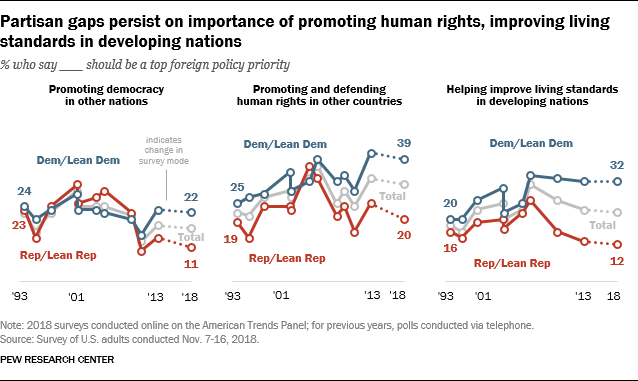 Partisan gaps persist on importance of promoting human rights, improving living
standards in developing nations
% who say ___ should be a top foreign policy priority
Promoting democracy
in other nations
indicates
change in
survey mode
Dem/Lean Dem
24
22
23
Total
Rep/Lean Rep
11
'93
'01
'13
'18
Promoting and defending
human rights in other countries
Dem/Lean Dem
39
25
Total
19
20
Rep/Lean Rep
'93
'01
'13
'18
Helping improve living standards
in developing nations
Dem/Lean Dem
32
20
Total
16
12
Rep/Lean Rep
'93
'01
'13
'18
Note: 2018 surveys conducted online on the American Trends Panel; for previous years, polls conducted via telephone.
Source: Survey of U.S. adults conducted Nov. 7-16, 2018.
PEW RESEARCH CENTER